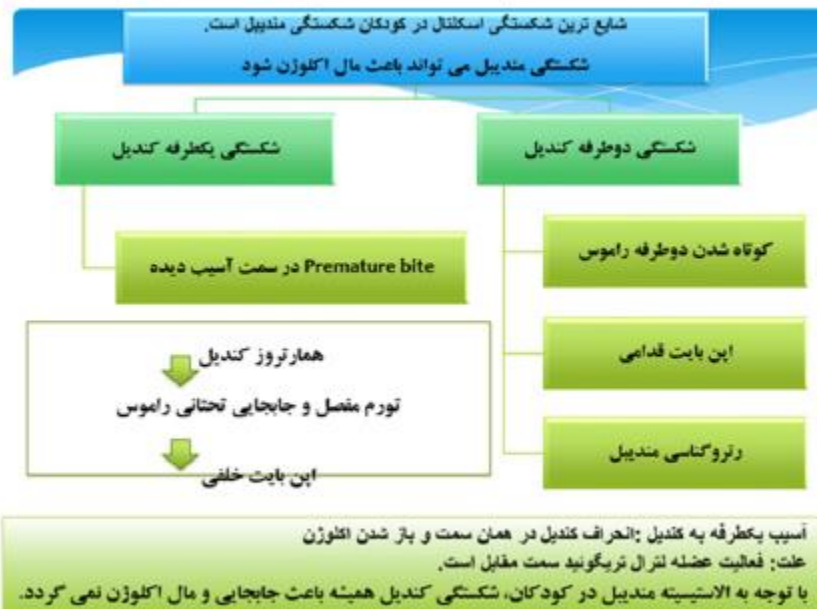 شایع ترین شکستگی اسکلتال در کودکان شکستگی مندیبل است.
شکستگی مندیبل می تواند باعث مال اکلوژن شود
شکستگی دوطرفه کندیل
کوتاه شدن دوطرفه راموس
اپن بایت قدامی
رتروگناسی مندیبل
شکستگی یکطرفه کندیل
Premature bite در سمت آسیب دیده
همارتروز کندیل
تورم مفصل و جابجایی تحتانی راموس
اپن بایت خلفی
آسیب یکطرفه به کندیل :انحراف کندیل در همان سمت و باز شدن اکلوژن
علت: فعالیت عضله لترال تریگونید سمت مقابل است.
با توجه به الاستیسیته مندیبل در کودکان، شکستگی کندیل همیشه باعث جابجایی و مال اکلوژن نمی گردد.